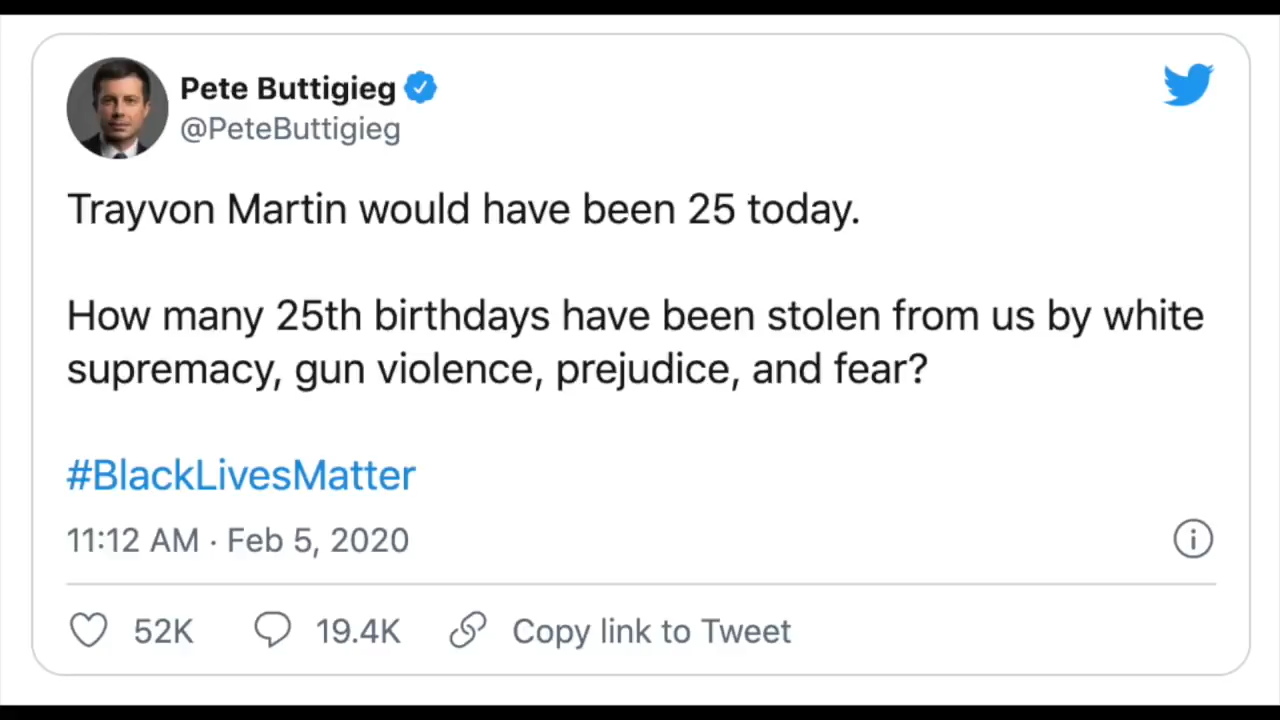 Pete Buttigieg
@PeteButtigieg
Trayvon Martin would have been 25 today.
How many 25th birthdays have been stolen from us by white
supremacy, gun violence, prejudice, and fear?
#BlackLivesMatter
11:12 AM · Feb 5, 2020
52K 19.4K Copy link to Tweet